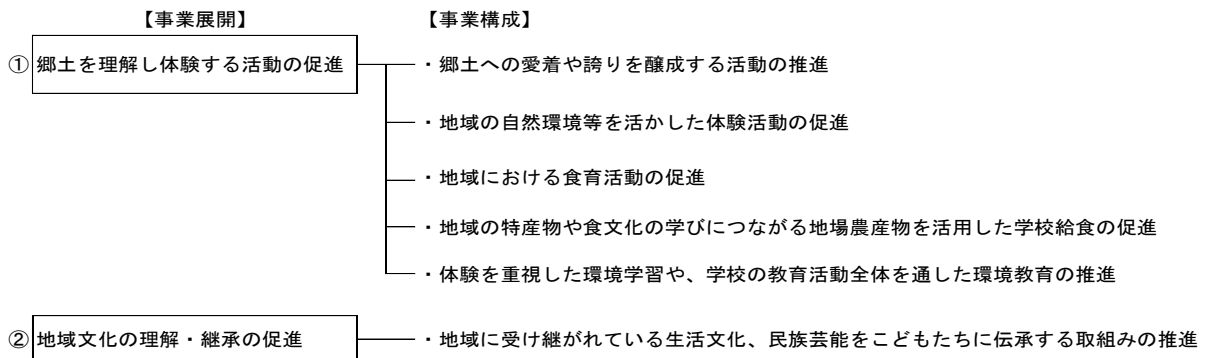 【事業展開】 【事業構成】
① 郷土を理解し体験する活動の促進 ・郷土への愛着や誇りを醸成する活動の推進
・地域の自然環境等を活かした体験活動の促進
・地域における食育活動の促進
・地域の特産物や食文化の学びにつながる地場農産物を活用した学校給食の促進
・体験を重視した環境学習や、学校の教育活動全体を通した環境教育の推進
② 地域文化の理解・継承の促進 ・地域に受け継がれている生活文化、民族芸能をこどもたちに伝承する取組みの推進